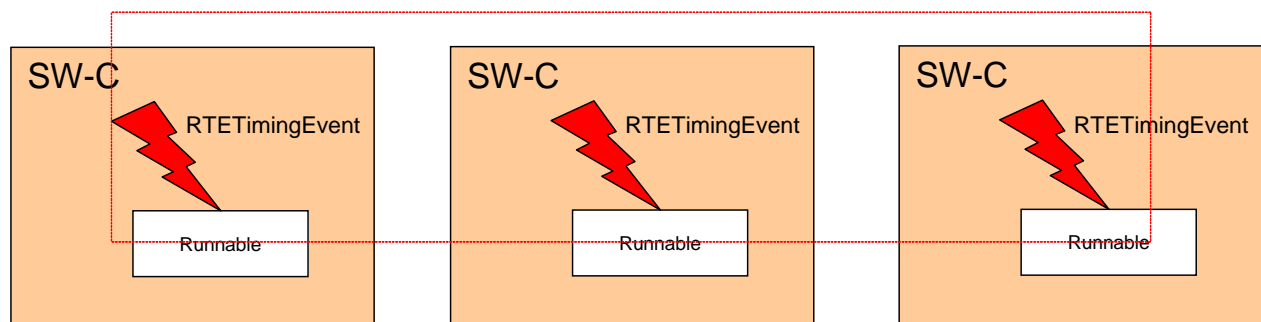 SW-C
RTETimingEvent
Runnable
SW-C
RTETimingEvent
Runnable
SW-C
RTETimingEvent
Runnable